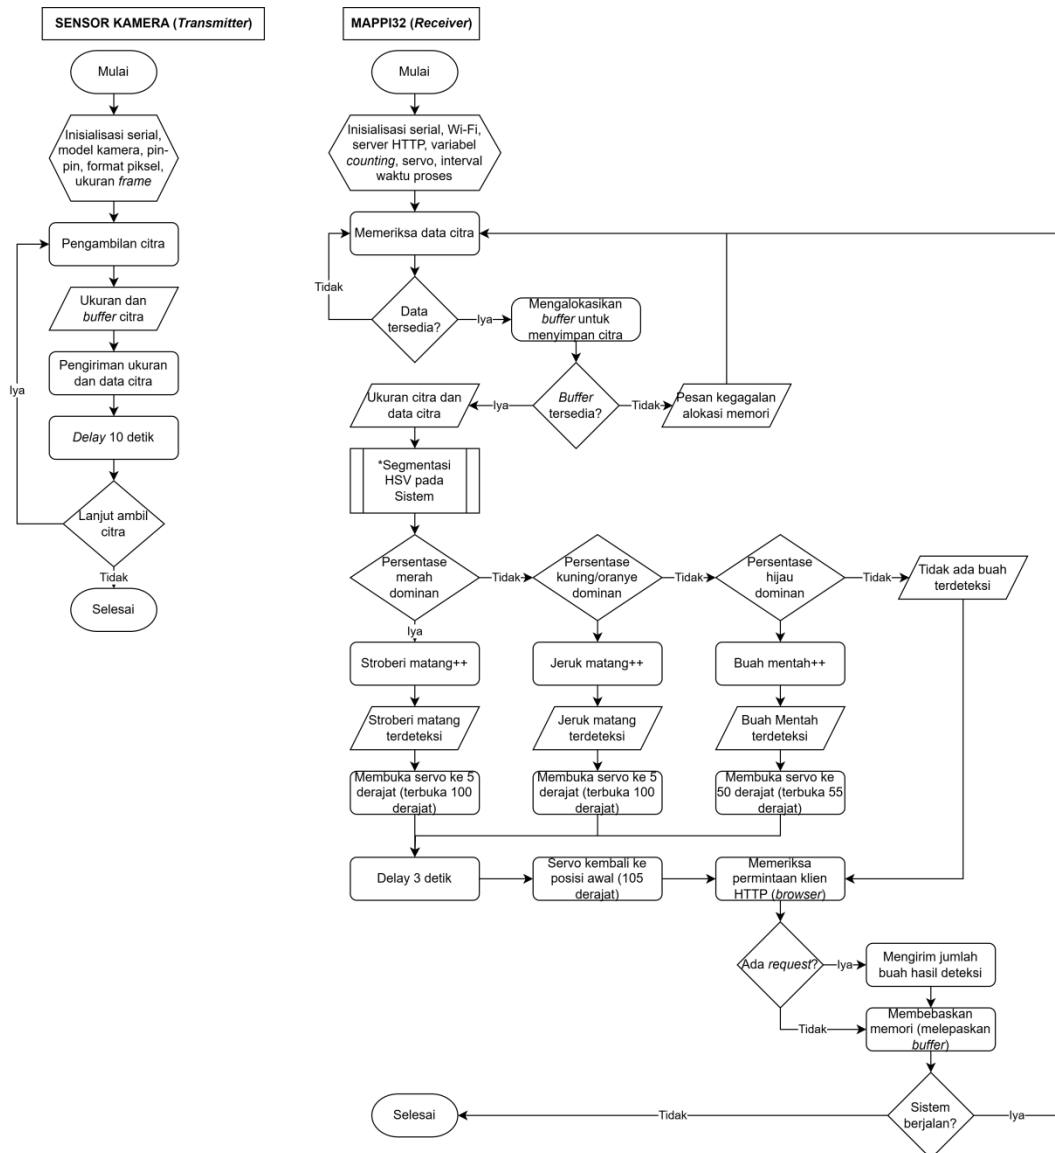 SENSOR KAMERA (Transmitter)
Mulai
Inisialisasi serial,
model kamera, pin-
pin, format piksel,
ukuran frame
Pengambilan citra
Ukuran dan
buffer citra
Pengiriman ukuran
dan data citra
Iya
Delay 10 detik
Lanjut ambil
citra
Tidak
Selesai
MAPPI32 (Receiver)
Mulai
Inisialisasi serial, Wi-Fi,
server HTTP, variabel
counting, servo, interval
waktu proses
Memeriksa data citra
Tidak
Data
tersedia?
Iya
Mengalokasikan
buffer untuk
menyimpan citra
Buffer
tersedia?
Tidak
Pesan kegagalan
alokasi memori
Iya
Ukuran citra dan
data citra
*Segmentasi
HSV pada
Sistem
Persentase
merah
dominan
Tidak
Persentase
kuning/oranye
dominan
Tidak
Persentase
hijau
dominan
Tidak
Tidak ada buah
terdeteksi
Iya
Stroberi matang++
Jeruk matang++
Buah mentah++
Stroberi matang
terdeteksi
Jeruk matang
terdeteksi
Buah Mentah
terdeteksi
Membuka servo ke 5
derajat (terbuka 100
derajat)
Membuka servo ke 5
derajat (terbuka 100
derajat)
Membuka servo ke
50 derajat (terbuka 55
derajat)
Delay 3 detik
Servo kembali ke
posisi awal (105
derajat)
Memeriksa
permintaan klien
HTTP (browser)
Ada request?
Iya
Mengirim jumlah
buah hasil deteksi
Tidak
Membebaskan
memori (melepaskan
buffer)
Sistem
berjalan?
Iya
Tidak
Selesai